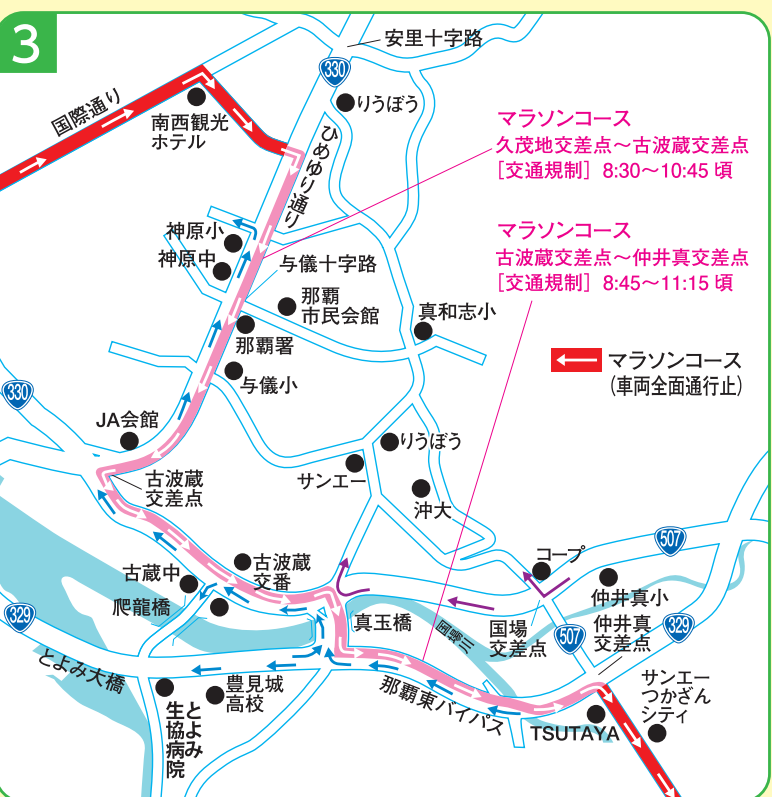 3
安里十字路
330
りうぼう
国際通り
南西観光
ホテル
ひめゆり通り
マラソンコース
久茂地交差点～古波蔵交差点
［交通規制］8:30～10:45 頃
神原小
神原中
与儀十字路
マラソンコース
古波蔵交差点～仲井真交差点
［交通規制］8:45～11:15 頃
那覇
市民会館
真和志小
那覇署
与儀小
マラソンコース
(車両全面通行止)
330
JA会館
りうぼう
サンエー
古波蔵
交差点
沖大
507
コープ
古波蔵
交番
古蔵中
爬龍橋
仲井真小
329
真玉橋
国場川
国場
交差点
507
仲井真
交差点
329
とよみ大橋
豊見城
高校
とよみ
生協病院
那覇東バイパス
サンエー
つかざん
シティ
TSUTAYA